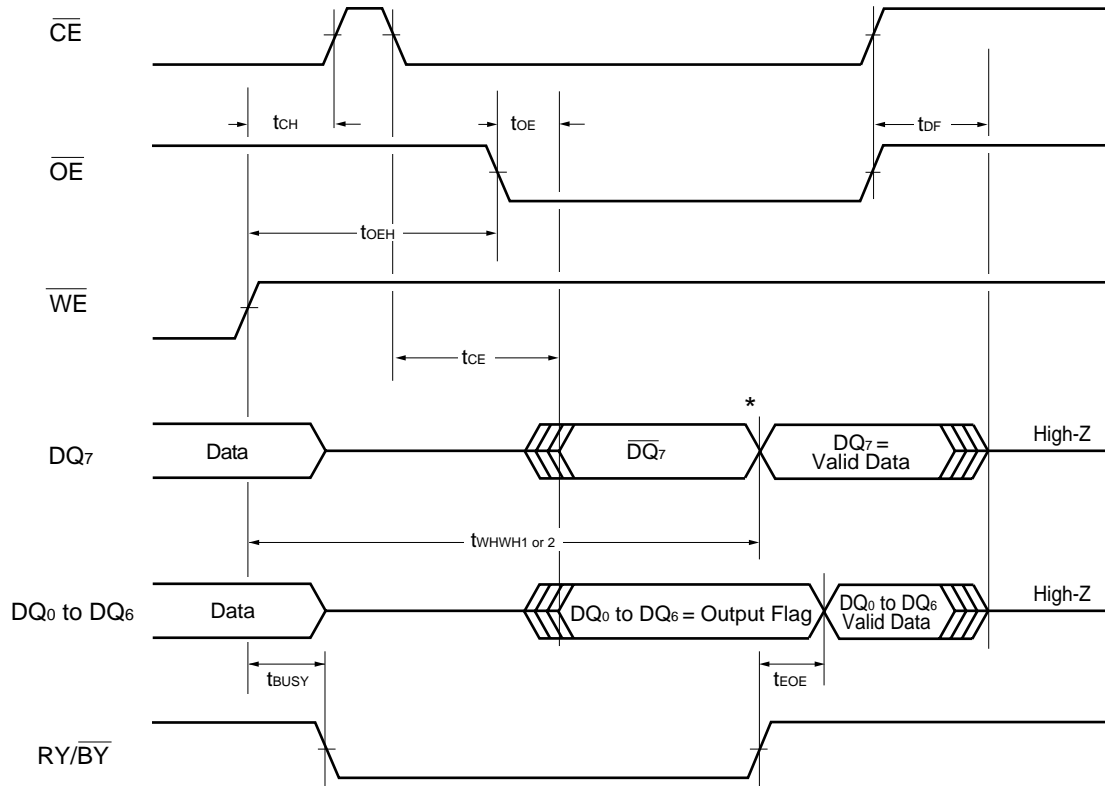 CE
tCH
tOE
tDF
OE
tOEH
WE
tCE
*
DQ7
Data
DQ7
DQ7 =
Valid Data
High-Z
tWHWH1 or 2
DQ0 to DQ6
Data
DQ0 to DQ6 = Output Flag
DQ0 to DQ6
Valid Data
High-Z
tBUSY
tEOE
RY/BY